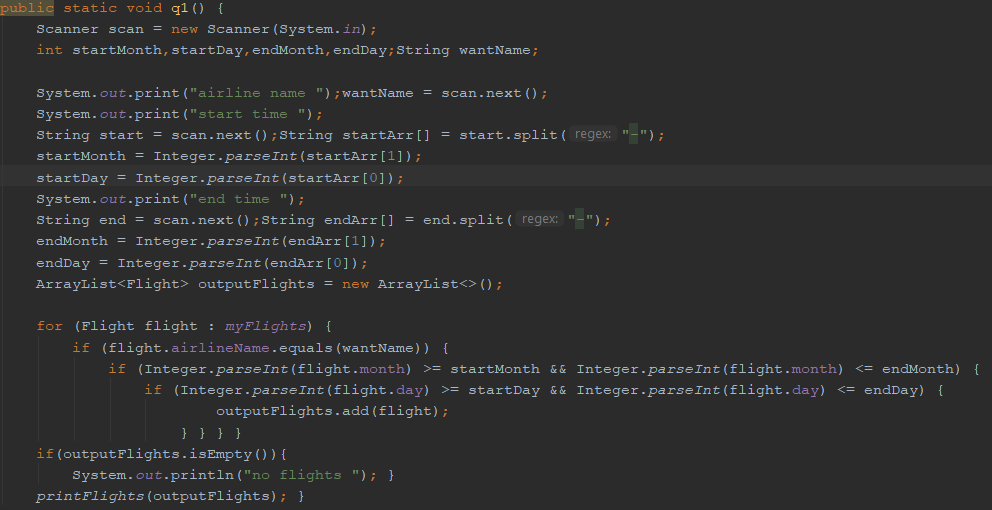 public static void q1() {
Scanner scan = new Scanner(System.in);
int startMonth,startDay,endMonth,endDay;String wantName;
System.out.print("airline name ");wantName = scan.next();
System.out.print("start time ");
String start = scan.next();String startArr[] = start.split( regex: "-");
startMonth = Integer.parseInt(startArr[1]);
startDay = Integer.parseInt(startArr[0]);
System.out.print("end time ");
String end = scan.next();String endArr[] = end.split( regex: "-");
endMonth = Integer.parseInt(endArr[1]);
endDay = Integer.parseInt(endArr[0]);
ArrayList<Flight> outputFlights = new ArrayList<>();
for (Flight flight : myFlights) {
if (flight.airlineName.equals(wantName)) {
if (Integer.parseInt(flight.month) >= startMonth && Integer.parseInt(flight.month) <= endMonth) {
if (Integer.parseInt(flight.day) >= startDay && Integer.parseInt(flight.day) <= endDay) {
outputFlights.add(flight);
} } } }
if(outputFlights.isEmpty()){
System.out.println("no flights "); }
printFlights(outputFlights); }